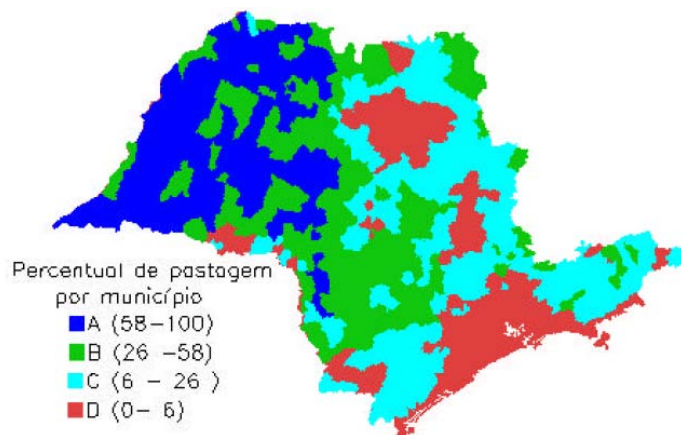 Percentual de pastagem
por município
A (58-100)
B (26 -58)
C (6 - 26 )
D (0- 6)